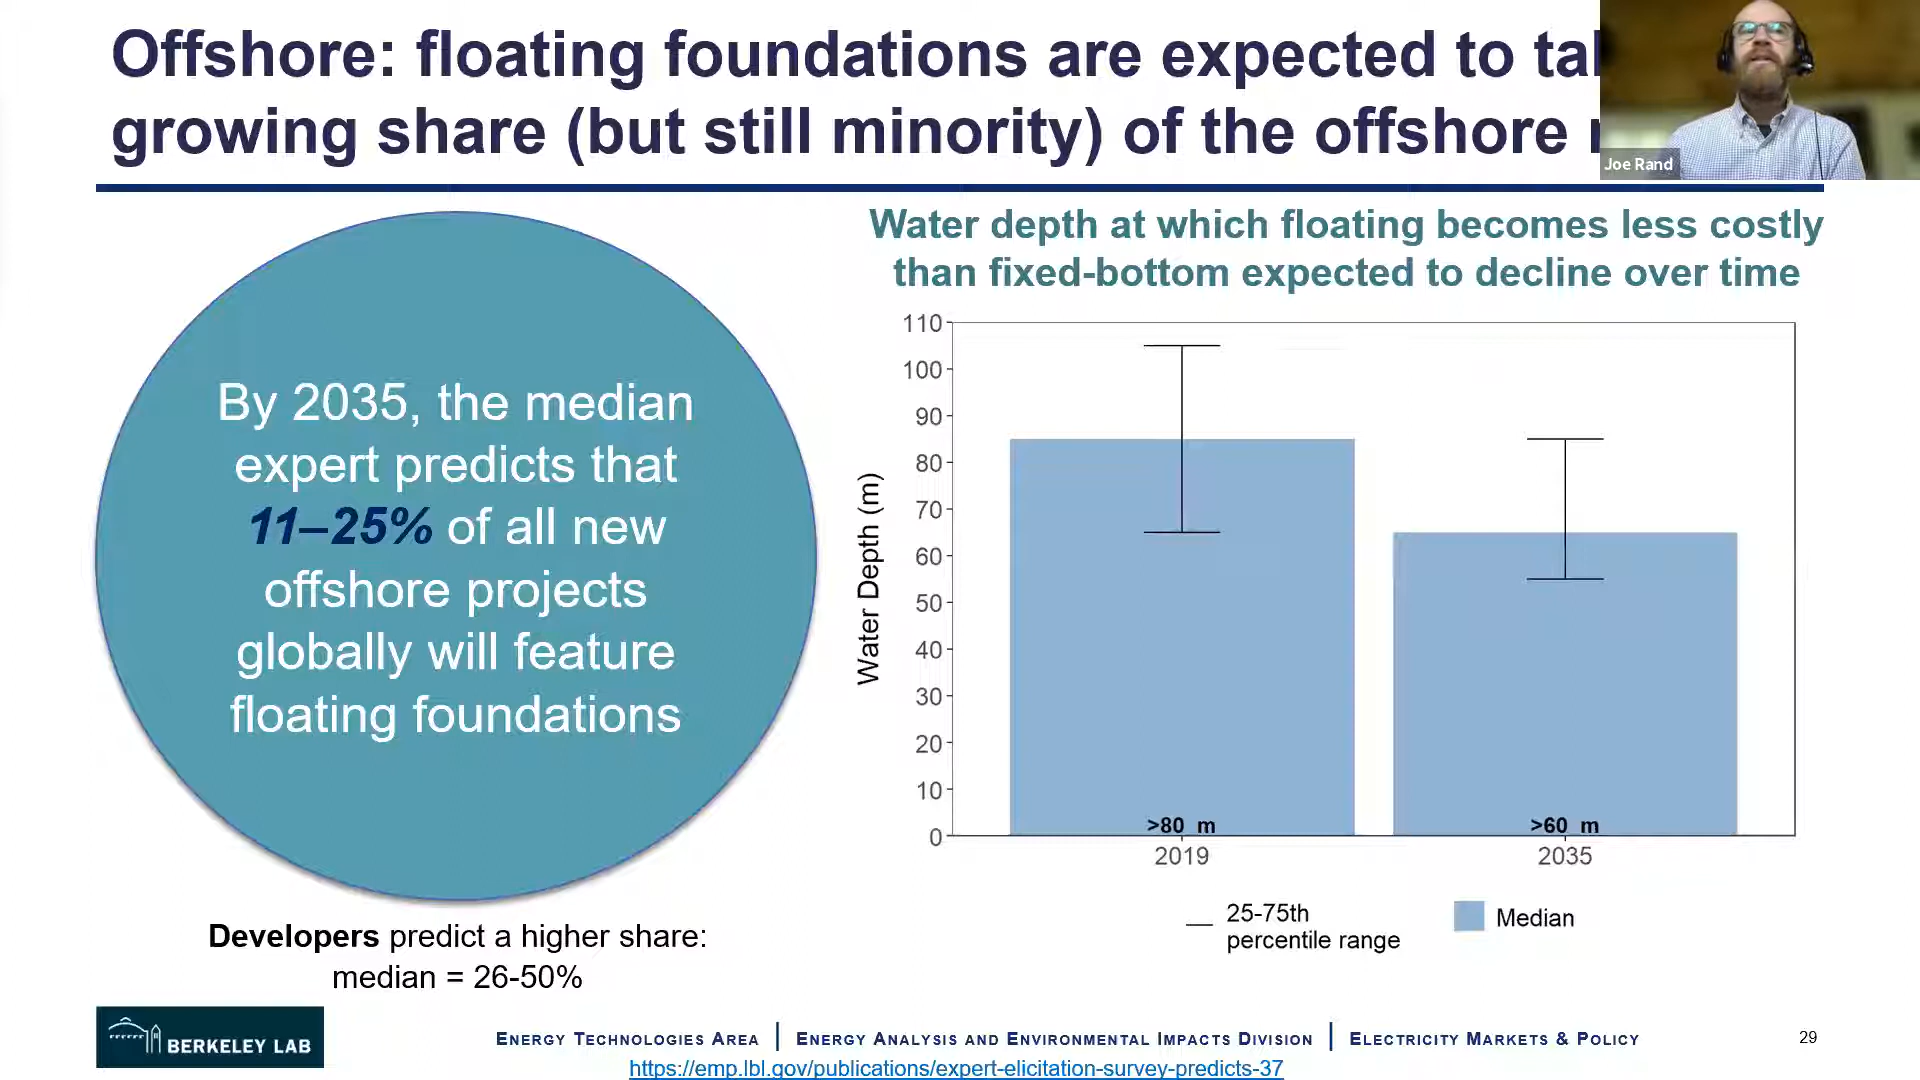 Offshore: floating foundations are expected to
growing share (but still minority) of the offshore
Joe Rand
By 2035, the median
expert predicts that
11–25% of all new
offshore projects
globally will feature
floating foundations
Developers predict a higher share:
median = 26-50%
Water depth at which floating becomes less costly
than fixed-bottom expected to decline over time
Water Depth (m)
110
100
90
80
70
60
50
40
30
20
10
0
>80 m
>60 m
2019
2035
25-75th
percentile range
Median
BERKELEY LAB
ENERGY TECHNOLOGIES AREA | ENERGY ANALYSIS AND ENVIRONMENTAL IMPACTS DIVISION | ELECTRICITY MARKETS & POLICY
29
https://emp.lbl.gov/publications/expert-elicitation-survey-predicts-37